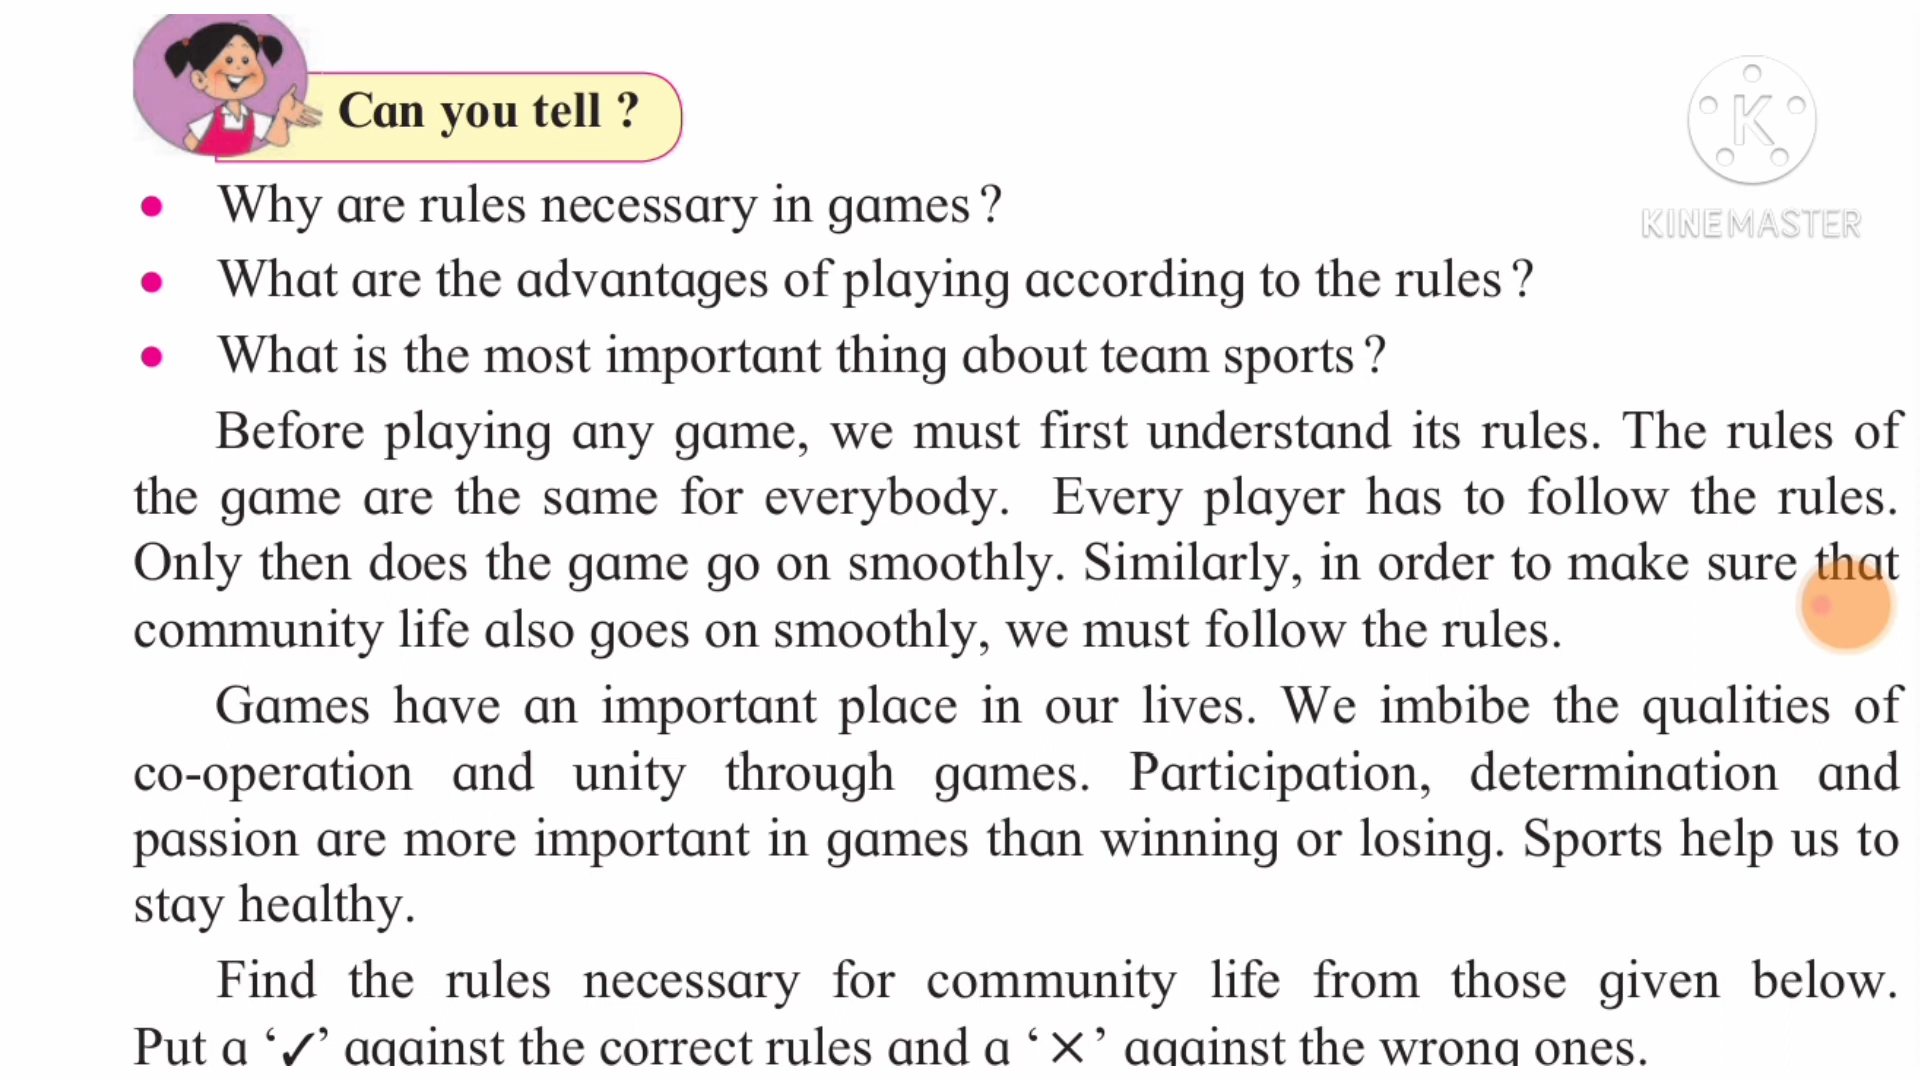 Can you tell ?
K
KINEMASTER
• Why are rules necessary in games ?
• What are the advantages of playing according to the rules ?
• What is the most important thing about team sports ?
Before playing any game, we must first understand its rules. The rules of
the game are the same for everybody. Every player has to follow the rules.
Only then does the game go on smoothly. Similarly, in order to make sure that
community life also goes on smoothly, we must follow the rules.
Games have an important place in our lives. We imbibe the qualities of
co-operation and unity through games. Participation, determination and
passion are more important in games than winning or losing. Sports help us to
stay healthy.
Find the rules necessary for community life from those given below.
Put a ‘✓’ against the correct rules and a ‘×’ against the wrong ones.